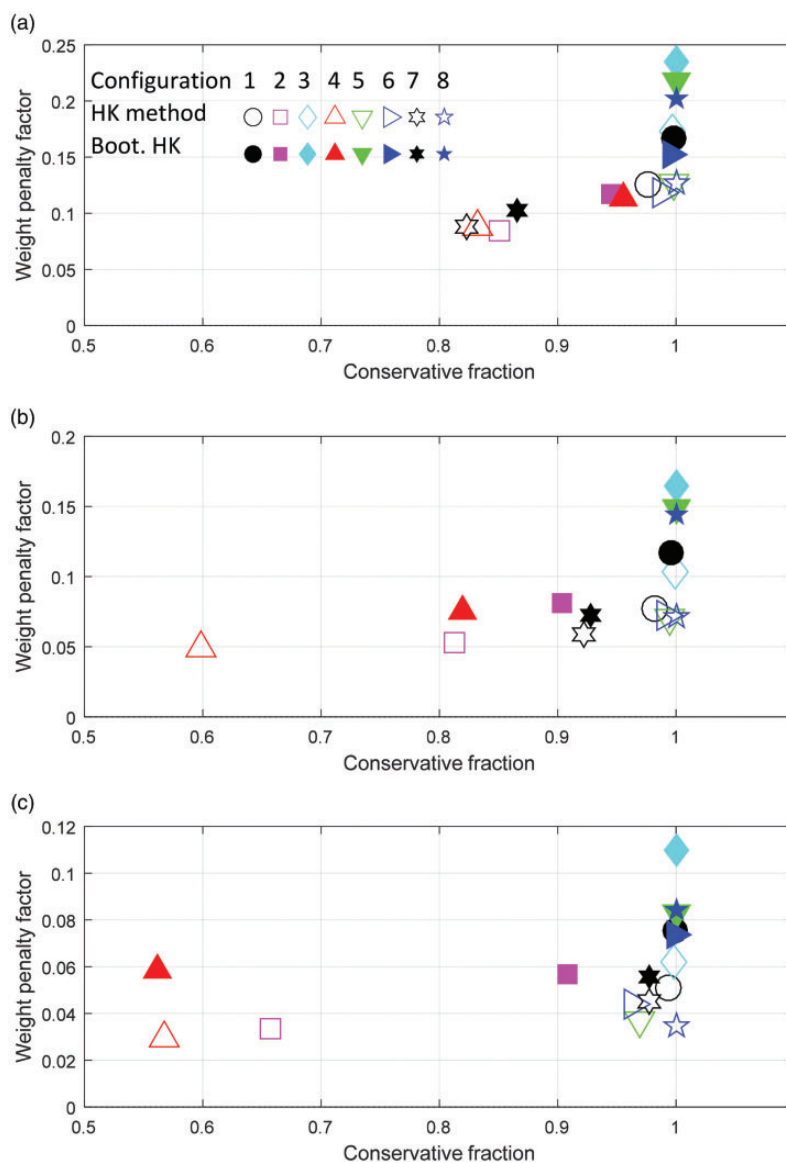 (a)
0.25
0.2
0.15
0.1
0.05
0
Weight penalty factor
Configuration 1 2 3 4 5 6 7 8
HK method
Boot. HK
0.5 0.6 0.7 0.8 0.9 1
Conservative fraction
(b)
0.2
0.15
0.1
0.05
0
Weight penalty factor
0.5 0.6 0.7 0.8 0.9 1
Conservative fraction
(c)
0.12
0.1
0.08
0.06
0.04
0.02
0
Weight penalty factor
0.5 0.6 0.7 0.8 0.9 1
Conservative fraction